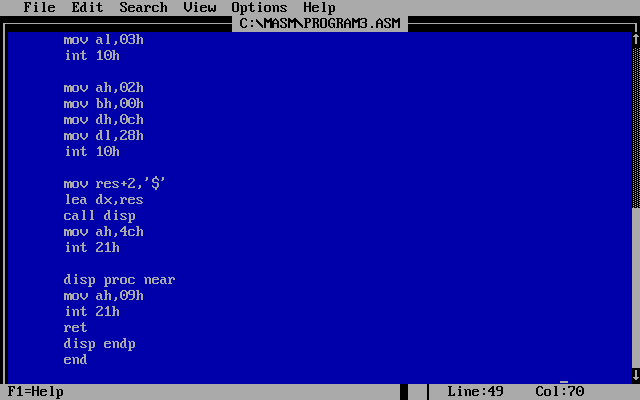 File Edit Search View Options Help
C:\MASM\PROGRAM3.ASM
mov al,03h
int 10h
mov ah,02h
mov bh,00h
mov dh,0ch
mov dl,28h
int 10h
mov res+2,'$'
lea dx,res
call disp
mov ah,4ch
int 21h
disp proc near
mov ah,09h
int 21h
ret
disp endp
end
F1=Help Line:49 Col:70